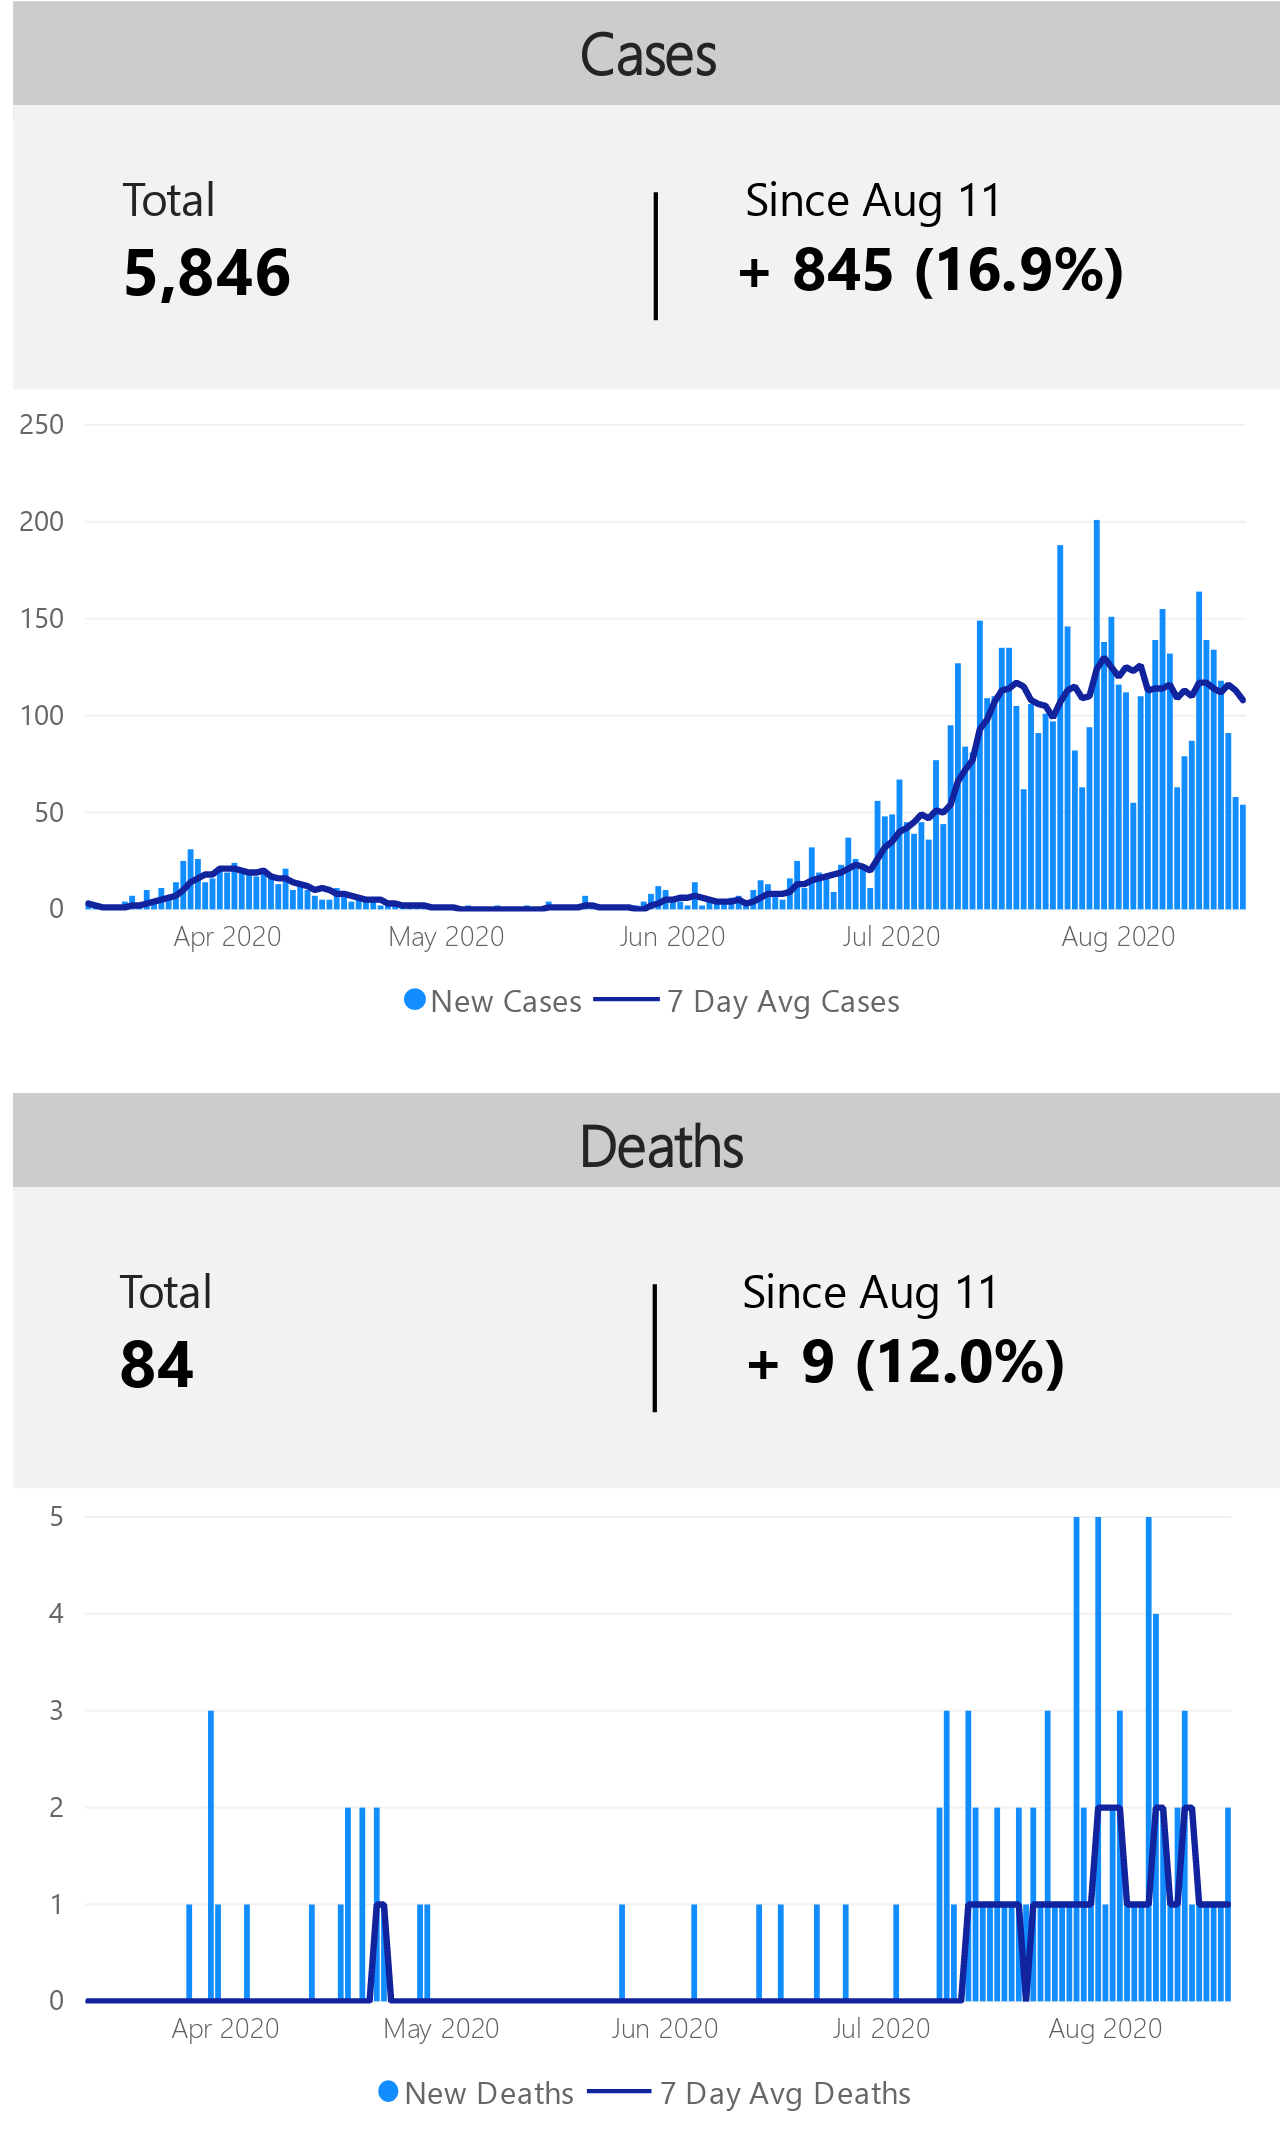 Cases
Total
Since Aug 11
5,846
+ 845 (16.9%)
250
200
150
100
50
0
Apr 2020
May 2020
Jun 2020
Jul 2020
Aug 2020
New Cases
7 Day Avg Cases
Deaths
Total
Since Aug 11
84
+ 9 (12.0%)
5
4
3
2
1
0
Apr 2020
May 2020
Jun 2020
Jul 2020
Aug 2020
New Deaths
7 Day Avg Deaths